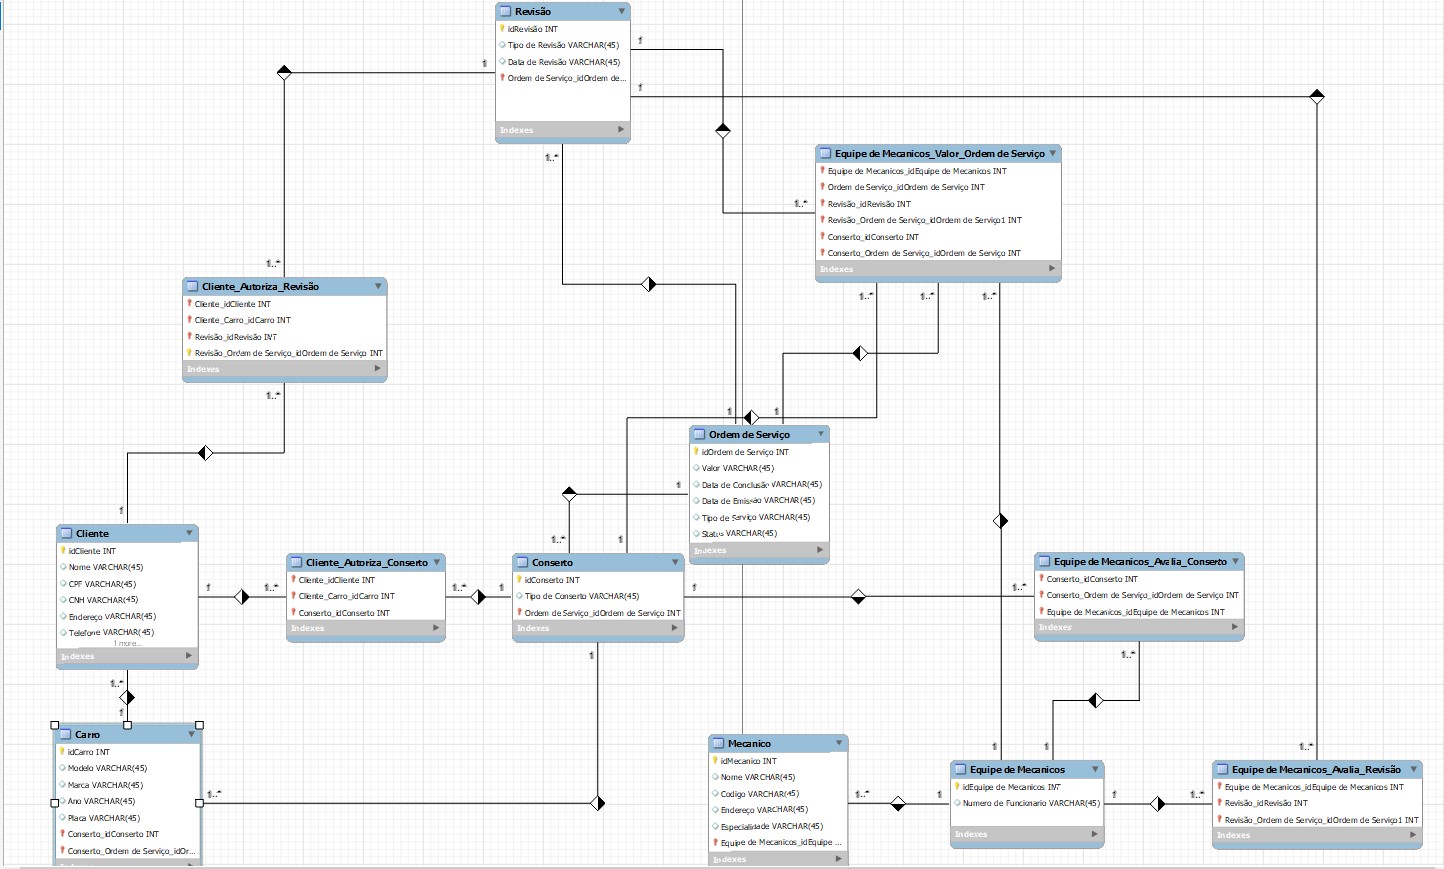 Revisão
idRevisão INT
Tipo de Revisão VARCHAR(45)
Data de Revisão VARCHAR(45)
Ordem de Serviço_idOrdem de...
Indexes
1
1
1
1..*
Equipe de Mecanicos_Valor_Ordem de Serviço
Equipe de Mecanicos_idEquipe de Mecanicos INT
Ordem de Serviço_idOrdem de Serviço INT
Revisão_idRevisão INT
Revisão_Ordem de Serviço_idOrdem de Serviço1 INT
Conserto_idConserto INT
Conserto_Ordem de Serviço_idOrdem de Serviço INT
Indexes
1..*
1..*
1..*
1..*
1..*
Cliente_Autoriza_Revisão
Cliente_idCliente INT
Cliente_Carro_idCarro INT
Revisão_idRevisão INT
Revisão_Ordem de Serviço_idOrdem de Serviço INT
Indexes
1..*
1
1
Ordem de Serviço
idOrdem de Serviço INT
Valor VARCHAR(45)
Data de Conclusão VARCHAR(45)
Data de Emissão VARCHAR(45)
Tipo de Serviço VARCHAR(45)
Status VARCHAR(45)
Indexes
1
1
Cliente
idCliente INT
Nome VARCHAR(45)
CPF VARCHAR(45)
CNH VARCHAR(45)
Endereço VARCHAR(45)
Telefone VARCHAR(45)
1 more...
Indexes
1
1..*
Cliente_Autoriza_Conserto
Cliente_idCliente INT
Cliente_Carro_idCarro INT
Conserto_idConserto INT
Indexes
1..*
1
1..*
1
Conserto
idConserto INT
Tipo de Conserto VARCHAR(45)
Ordem de Serviço_idOrdem de Serviço INT
Indexes
1
1..*
Equipe de Mecanicos_Avalia_Conserto
Conserto_idConserto INT
Conserto_Ordem de Serviço_idOrdem de Serviço INT
Equipe de Mecanicos_idEquipe de Mecanicos INT
Indexes
1
1..*
1..*
1
Carro
idCarro INT
Modelo VARCHAR(45)
Marca VARCHAR(45)
Ano VARCHAR(45)
Placa VARCHAR(45)
Conserto_idConserto INT
Conserto_Ordem de Serviço_idOr...
1..*
Mecanico
idMecanico INT
Nome VARCHAR(45)
Codigo VARCHAR(45)
Endereço VARCHAR(45)
Especialidade VARCHAR(45)
Equipe de Mecanicos_idEquipe ...
Indexes
1..*
1
1
1
Equipe de Mecanicos
idEquipe de Mecanicos INT
Numero de Funcionario VARCHAR(45)
Indexes
1
1..*
1..*
Equipe de Mecanicos_Avalia_Revisão
Equipe de Mecanicos_idEquipe de Mecanicos INT
Revisão_idRevisão INT
Revisão_Ordem de Serviço_idOrdem de Serviço1 INT
Indexes